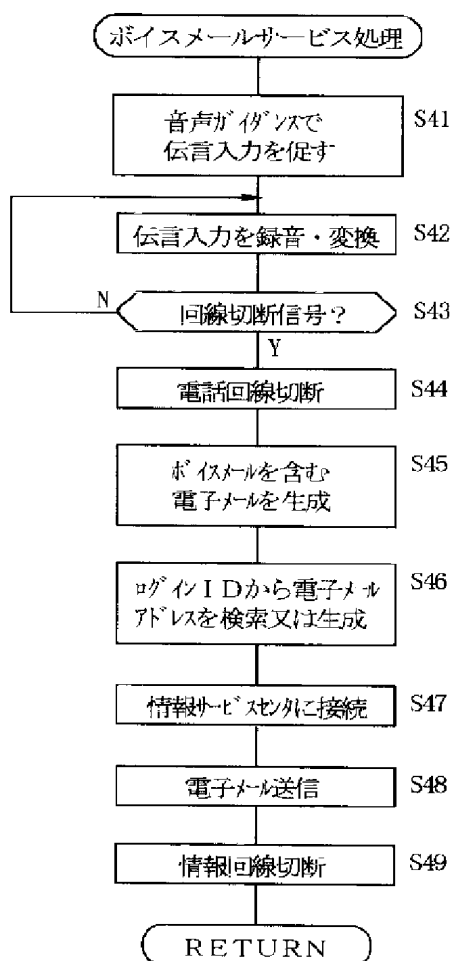 ボイスメールサービス処理
音声ガイダンスで
伝言入力を促す
S41
伝言入力を録音・変換
S42
N
回線切断信号？
S43
Y
電話回線切断
S44
ボイスメールを含む
電子メールを生成
S45
ログインＩＤから電子メール
アドレスを検索又は生成
S46
情報サービスセンタに接続
S47
電子メール送信
S48
情報回線切断
S49
RETURN